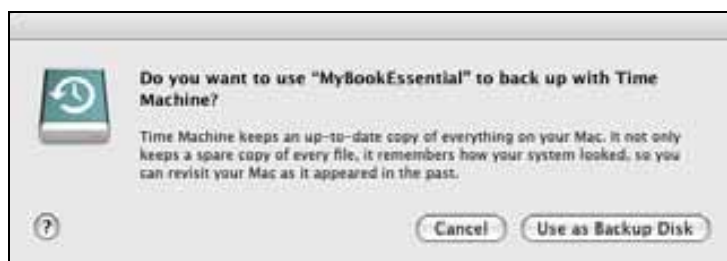 Do you want to use “MyBookEssential” to back up with Time
Machine?
Time Machine keeps an up-to-date copy of everything on your Mac. It not only
keeps a spare copy of every file, it remembers how your system looked, so you
can revisit your Mac as it appeared in the past.
?
Cancel
Use as Backup Disk